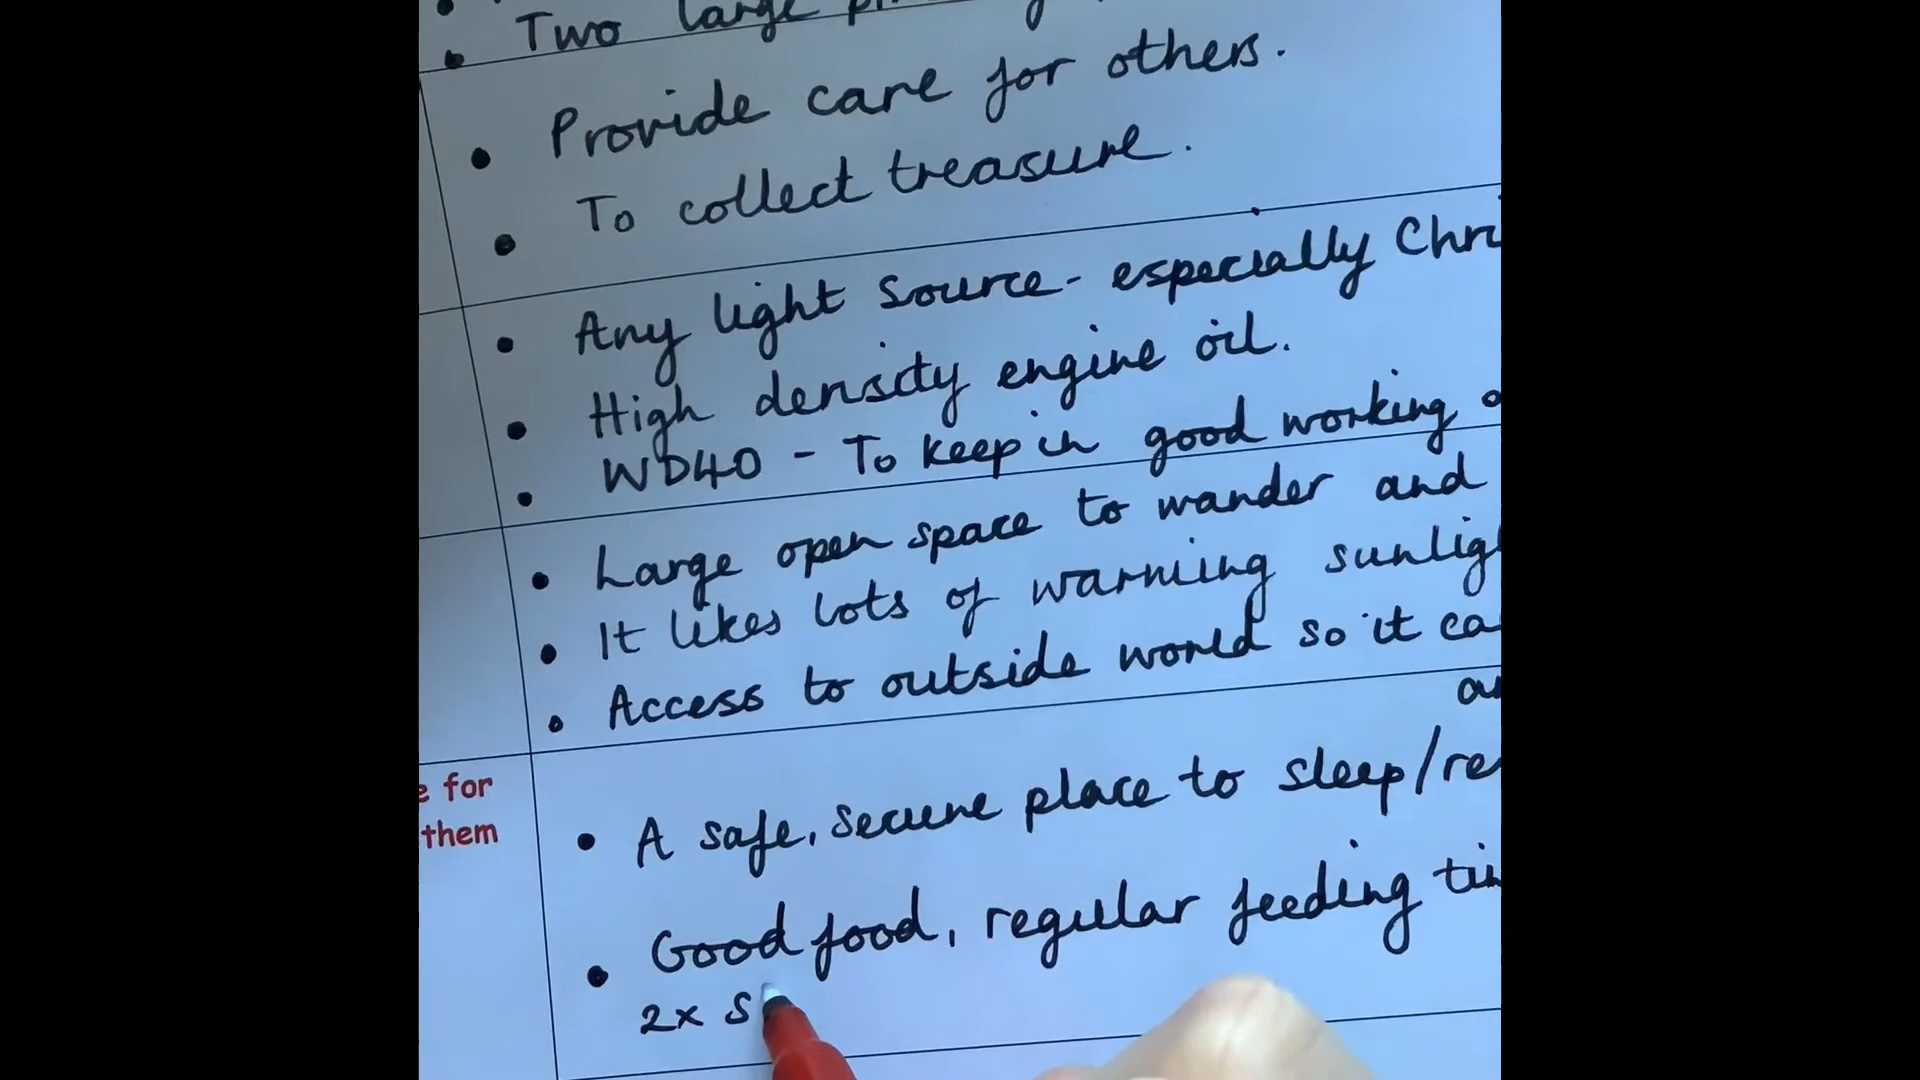 Two large
Provide care for others.
To collect treasure.
Any light source - especially Chri
High density engine oil.
WD40 - To keep in good working o
Large open space to wander and
It likes lots of warming sunlig
Access to outside world so it ca
e for
them
A safe, secure place to sleep/re
Good food, regular feeding ti
2x S